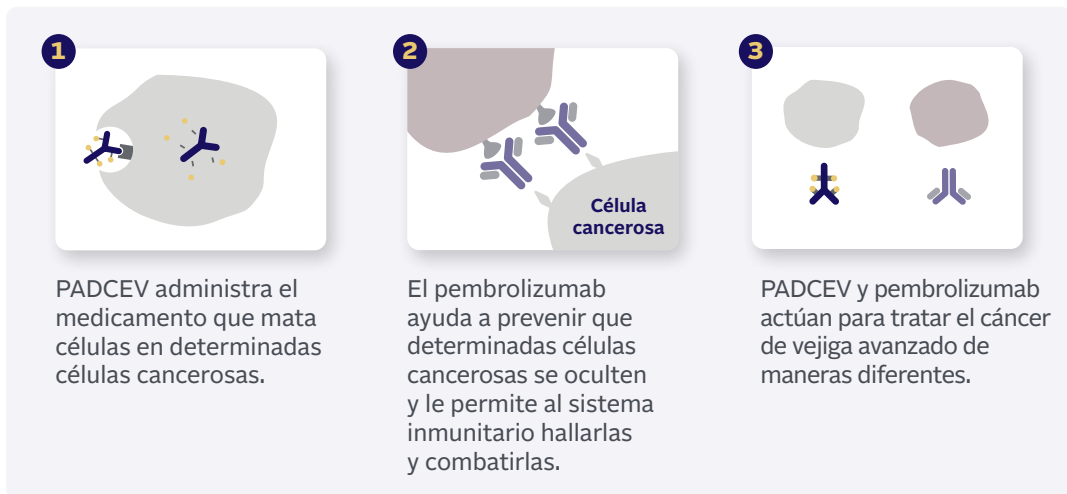 1
PADCEV administra el
medicamento que mata
células en determinadas
células cancerosas.
2
Célula
cancerosa
El pembrolizumab
ayuda a prevenir que
determinadas células
cancerosas se oculten
y le permite al sistema
inmunitario hallarlas
y combatirlas.
3
PADCEV y pembrolizumab
actúan para tratar el cáncer
de vejiga avanzado de
maneras diferentes.